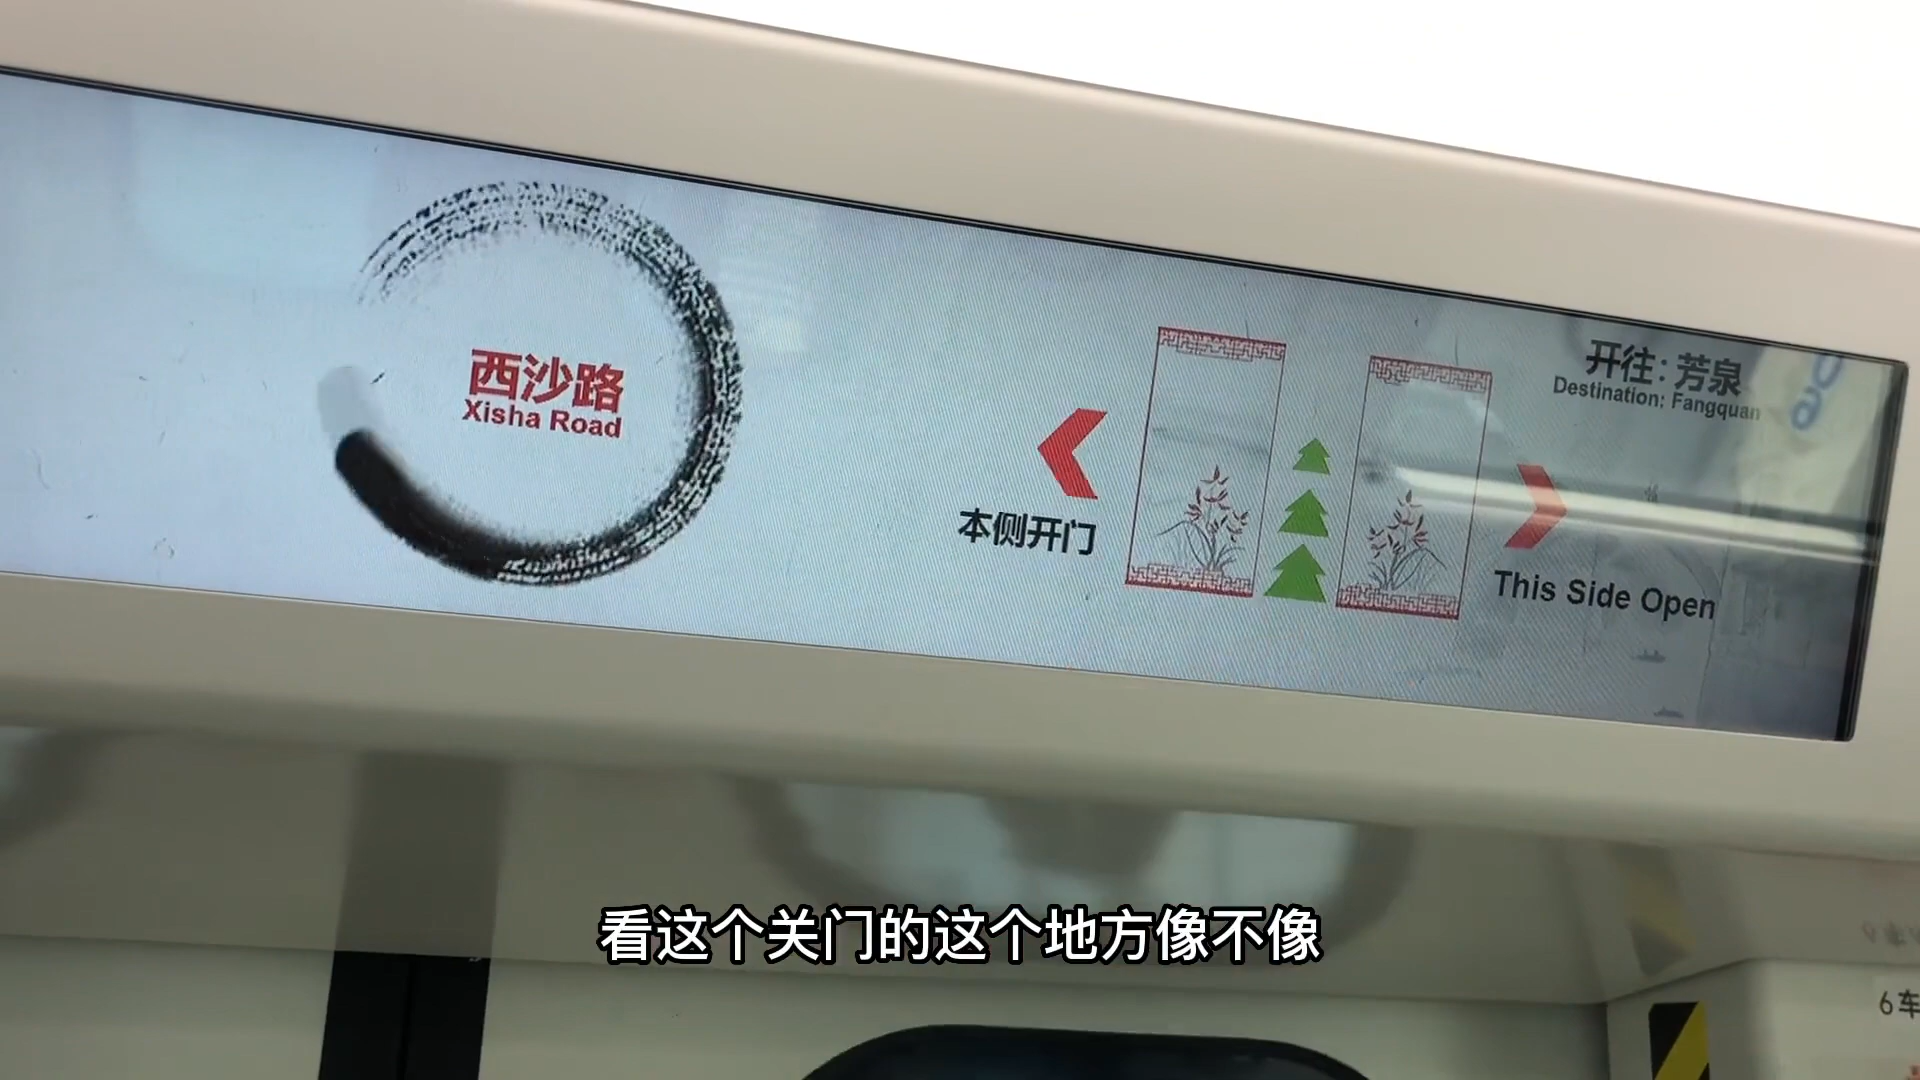 西沙路
Xisha Road
本侧开门
This Side Open
开往：芳泉
Destination: Fangquan
看这个关门的这个地方像不像
6车